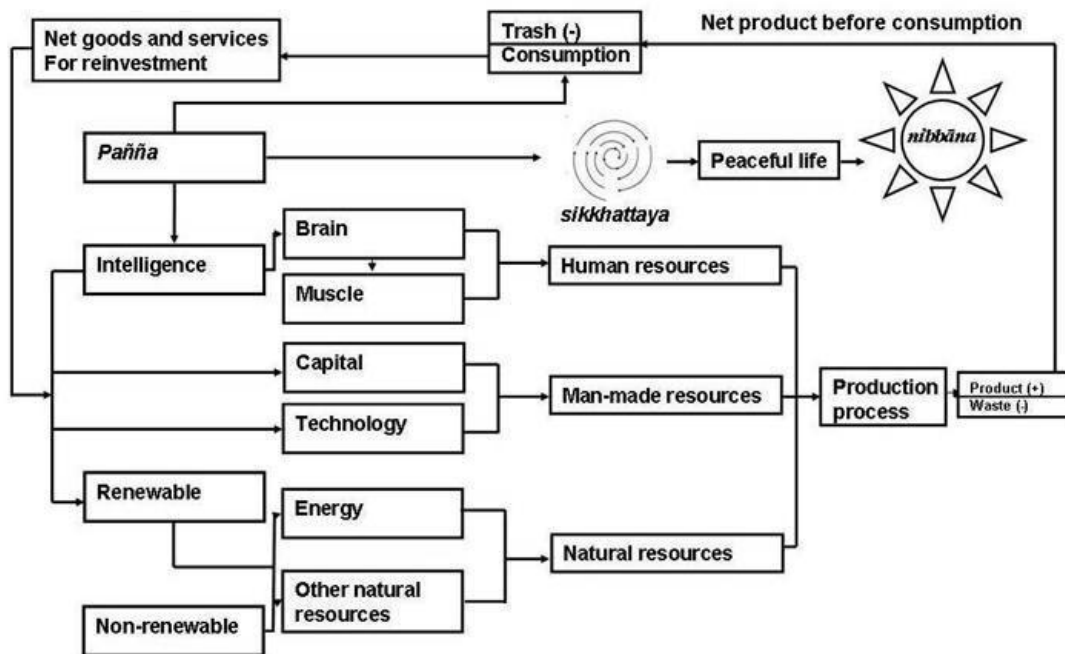 Net goods and services
For reinvestment
Trash (-)
Consumption
Net product before consumption
Pañña
sikkhattaya
Peaceful life
nibbāna
Intelligence
Brain
Muscle
Human resources
Capital
Technology
Man-made resources
Production
process
Product (+)
Waste (-)
Renewable
Energy
Natural resources
Other natural
resources
Non-renewable